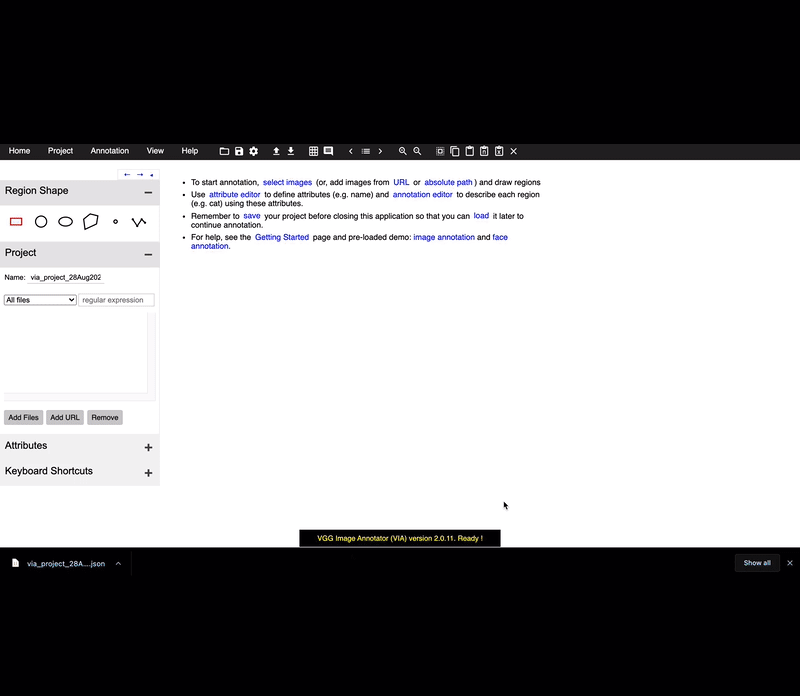 Home Project Annotation View Help
Region Shape
Project
Name: via_project_28Aug202
All files regular expression
Add Files Add URL Remove
Attributes
Keyboard Shortcuts
• To start annotation, select images (or, add images from URL or absolute path ) and draw regions
• Use attribute editor to define attributes (e.g. name) and annotation editor to describe each region
(e.g. cat) using these attributes.
• Remember to save your project before closing this application so that you can load it later to
continue annotation.
• For help, see the Getting Started page and pre-loaded demo: image annotation and face
annotation.
VGG Image Annotator (VIA) version 2.0.11. Ready !
via_project_28A....json
Show all